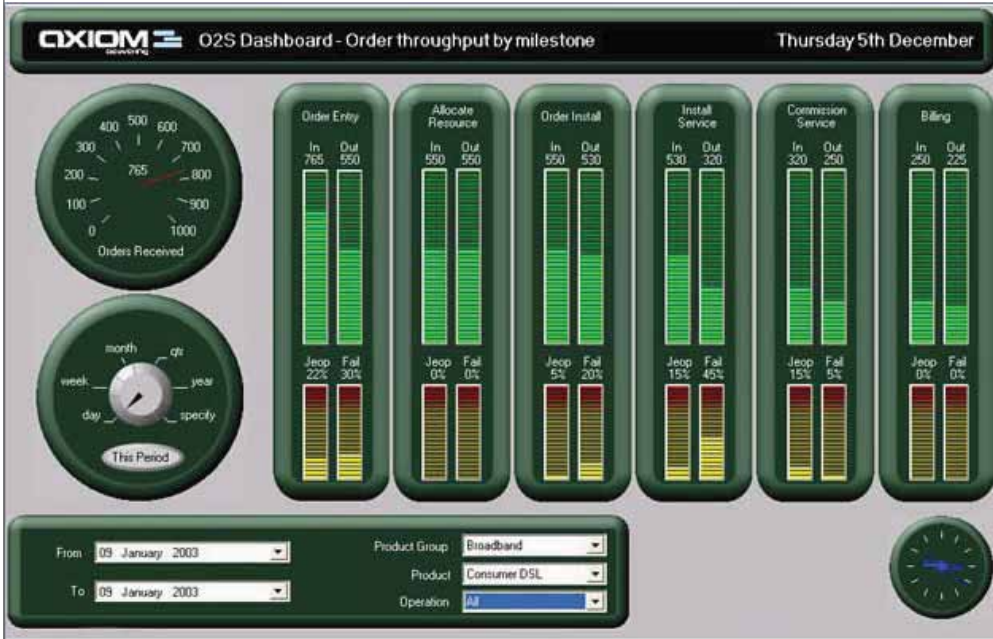 AXIOM
O2S Dashboard - Order throughput by milestone
Thursday 5th December
500
400 600
300 700
765
200 800
100 900
0 1000
Orders Received
month qtr
week year
day specify
This Period
Order Entry
In Out
765 550
Jeop Fail
22% 30%
Allocate
Resource
In Out
550 550
Jeop Fail
0% 0%
Order Install
In Out
550 530
Jeop Fail
5% 20%
Install
Service
In Out
530 320
Jeop Fail
15% 45%
Commission
Service
In Out
320 250
Jeop Fail
15% 5%
Billing
In Out
250 225
Jeop Fail
0% 0%
From 09 January 2003
To 09 January 2003
Product Group Broadband
Product Consumer DSL
Operation All